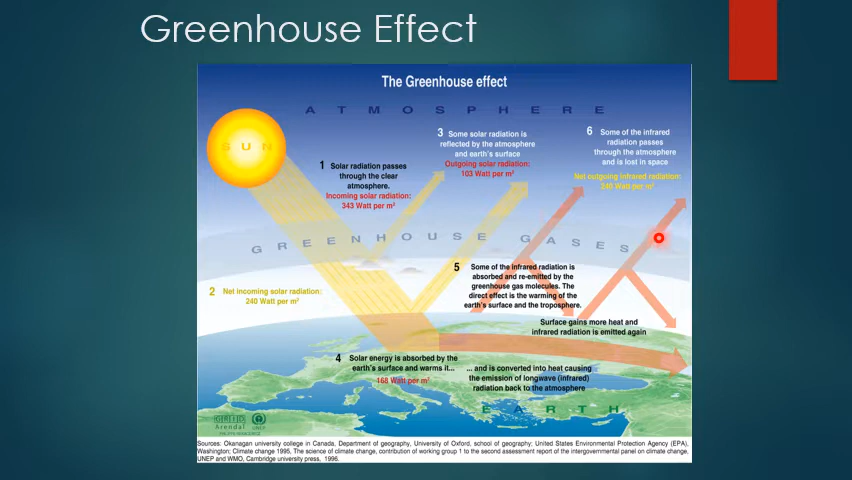 Greenhouse Effect
The Greenhouse effect
ATMOSPHERE
SUN
1 Solar radiation passes
through the clear
atmosphere.
Incoming solar radiation:
343 Watt per m²
3 Some solar radiation is
reflected by the atmosphere
and earth's surface
Outgoing solar radiation:
103 Watt per m²
6 Some of the infrared
radiation passes
through the atmosphere
and is lost in space
Net outgoing infrared radiation:
240 Watt per m²
GREENHOUSE GASES
2 Net incoming solar radiation:
240 Watt per m²
5 Some of the infrared radiation is
absorbed and re-emitted by the
greenhouse gas molecules. The
direct effect is the warming of the
earth's surface and the troposphere.
Surface gains more heat and
infrared radiation is emitted again
4 Solar energy is absorbed by the
earth's surface and warms it...
168 Watt per m²
... and is converted into heat causing
the emission of longwave (infrared)
radiation back to the atmosphere
EARTH
GRID
Arendal
UNEP
Sources: Okanagan university college in Canada, Department of geography, University of Oxford, school of geography; United States Environmental Protection Agency (EPA),
Washington; Climate change 1995, The science of climate change, contribution of working group 1 to the second assessment report of the intergovernmental panel on climate change,
UNEP and WMO, Cambridge university press, 1996.